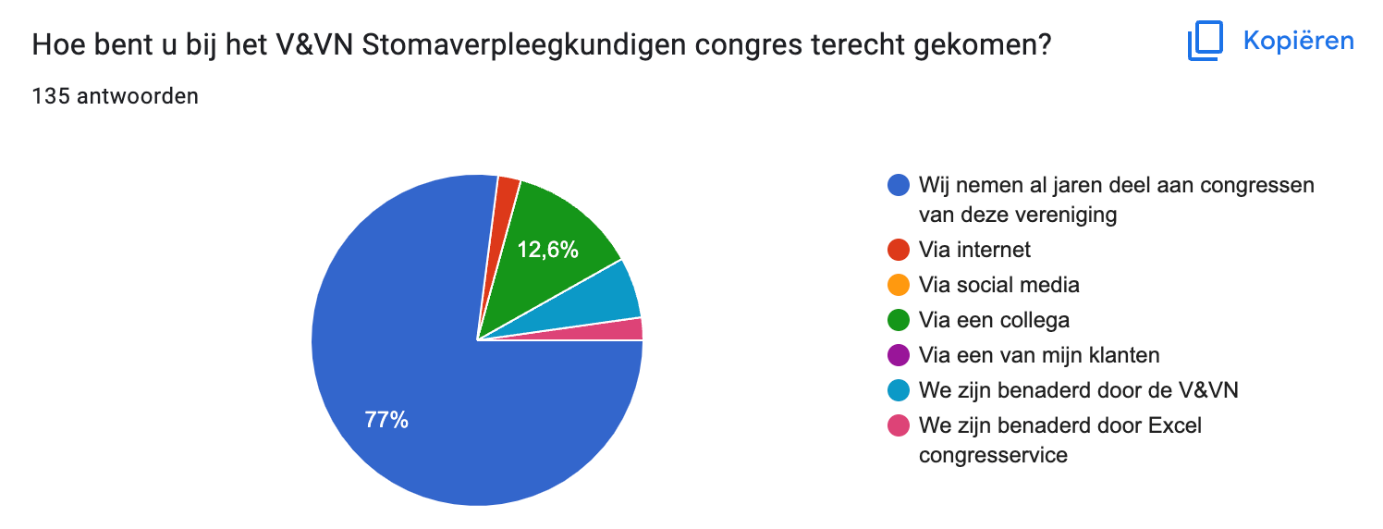 Hoe bent u bij het V&VN Stomaverpleegkundigen congres terecht gekomen?
Kopiëren
135 antwoorden
12,6%
77%
Wij nemen al jaren deel aan congressen
van deze vereniging
Via internet
Via social media
Via een collega
Via een van mijn klanten
We zijn benaderd door de V&VN
We zijn benaderd door Excel
congresservice